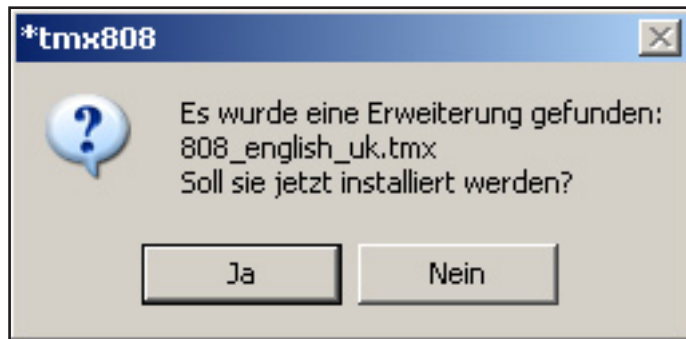 *tmx808
Es wurde eine Erweiterung gefunden:
808_english_uk.tmx
Soll sie jetzt installiert werden?
Ja
Nein